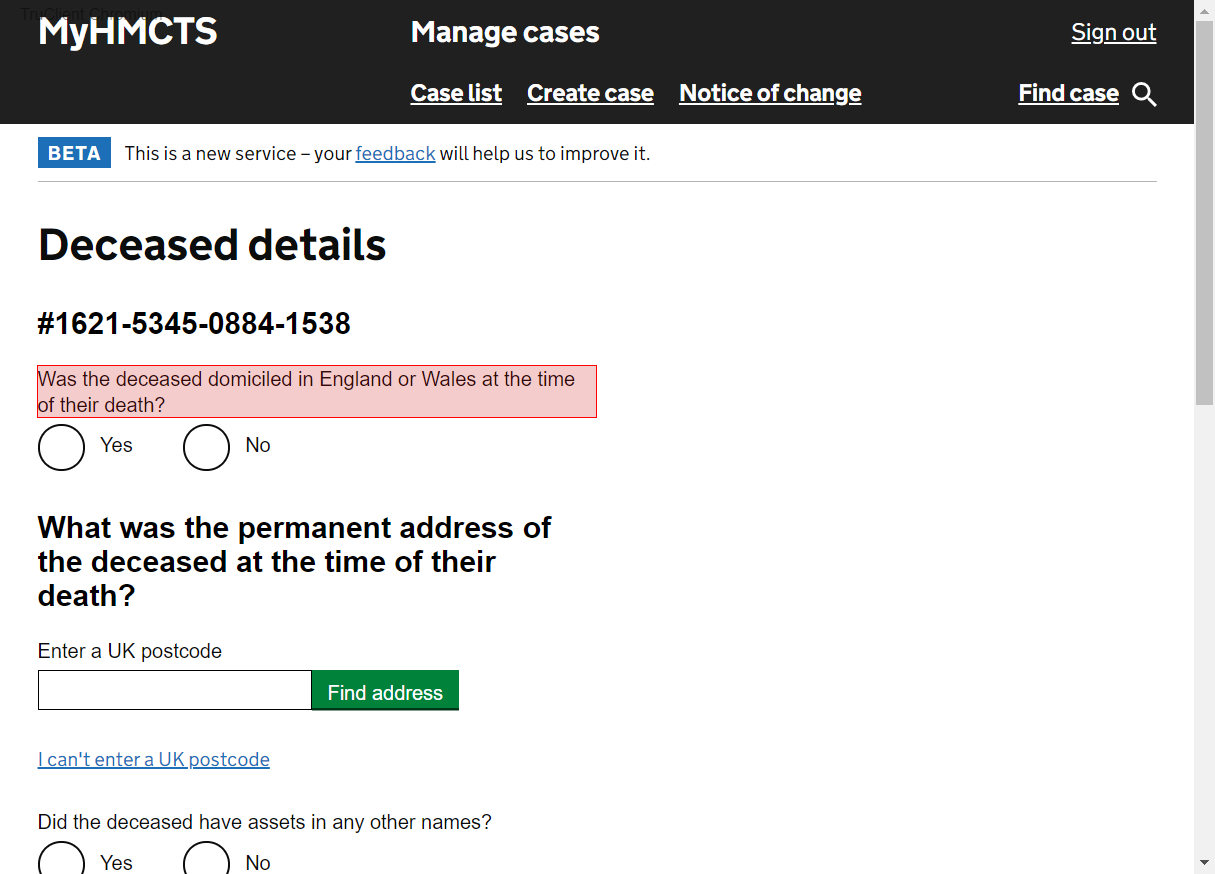 TruClient Chromium
MyHMCTS
Manage cases
Sign out
Case list
Create case
Notice of change
Find case
BETA
This is a new service – your feedback will help us to improve it.
Deceased details
#1621-5345-0884-1538
Was the deceased domiciled in England or Wales at the time
of their death?
Yes
No
What was the permanent address of
the deceased at the time of their
death?
Enter a UK postcode
Find address
I can't enter a UK postcode
Did the deceased have assets in any other names?
Yes
No